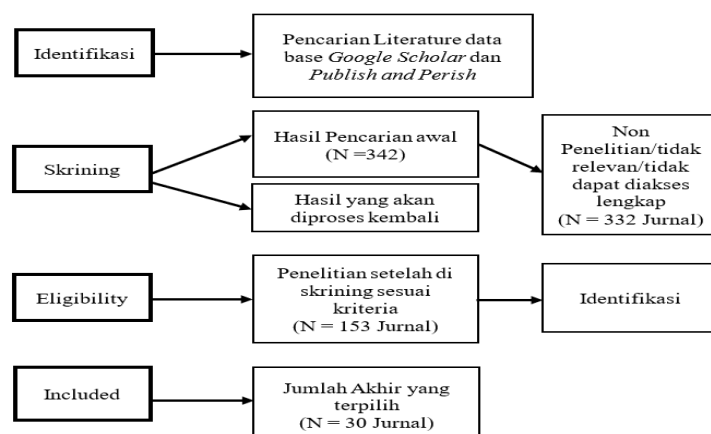 Identifikasi
Pencarian Literature data
base Google Scholar dan
Publish and Perish
Skrining
Hasil Pencarian awal
(N =342)
Hasil yang akan
diproses kembali
Non
Penelitian/tidak
relevan/tidak
dapat diakses
lengkap
(N = 332 Jurnal)
Eligibility
Penelitian setelah di
skrining sesuai
kriteria
(N = 153 Jurnal)
Identifikasi
Included
Jumlah Akhir yang
terpilih
(N = 30 Jurnal)